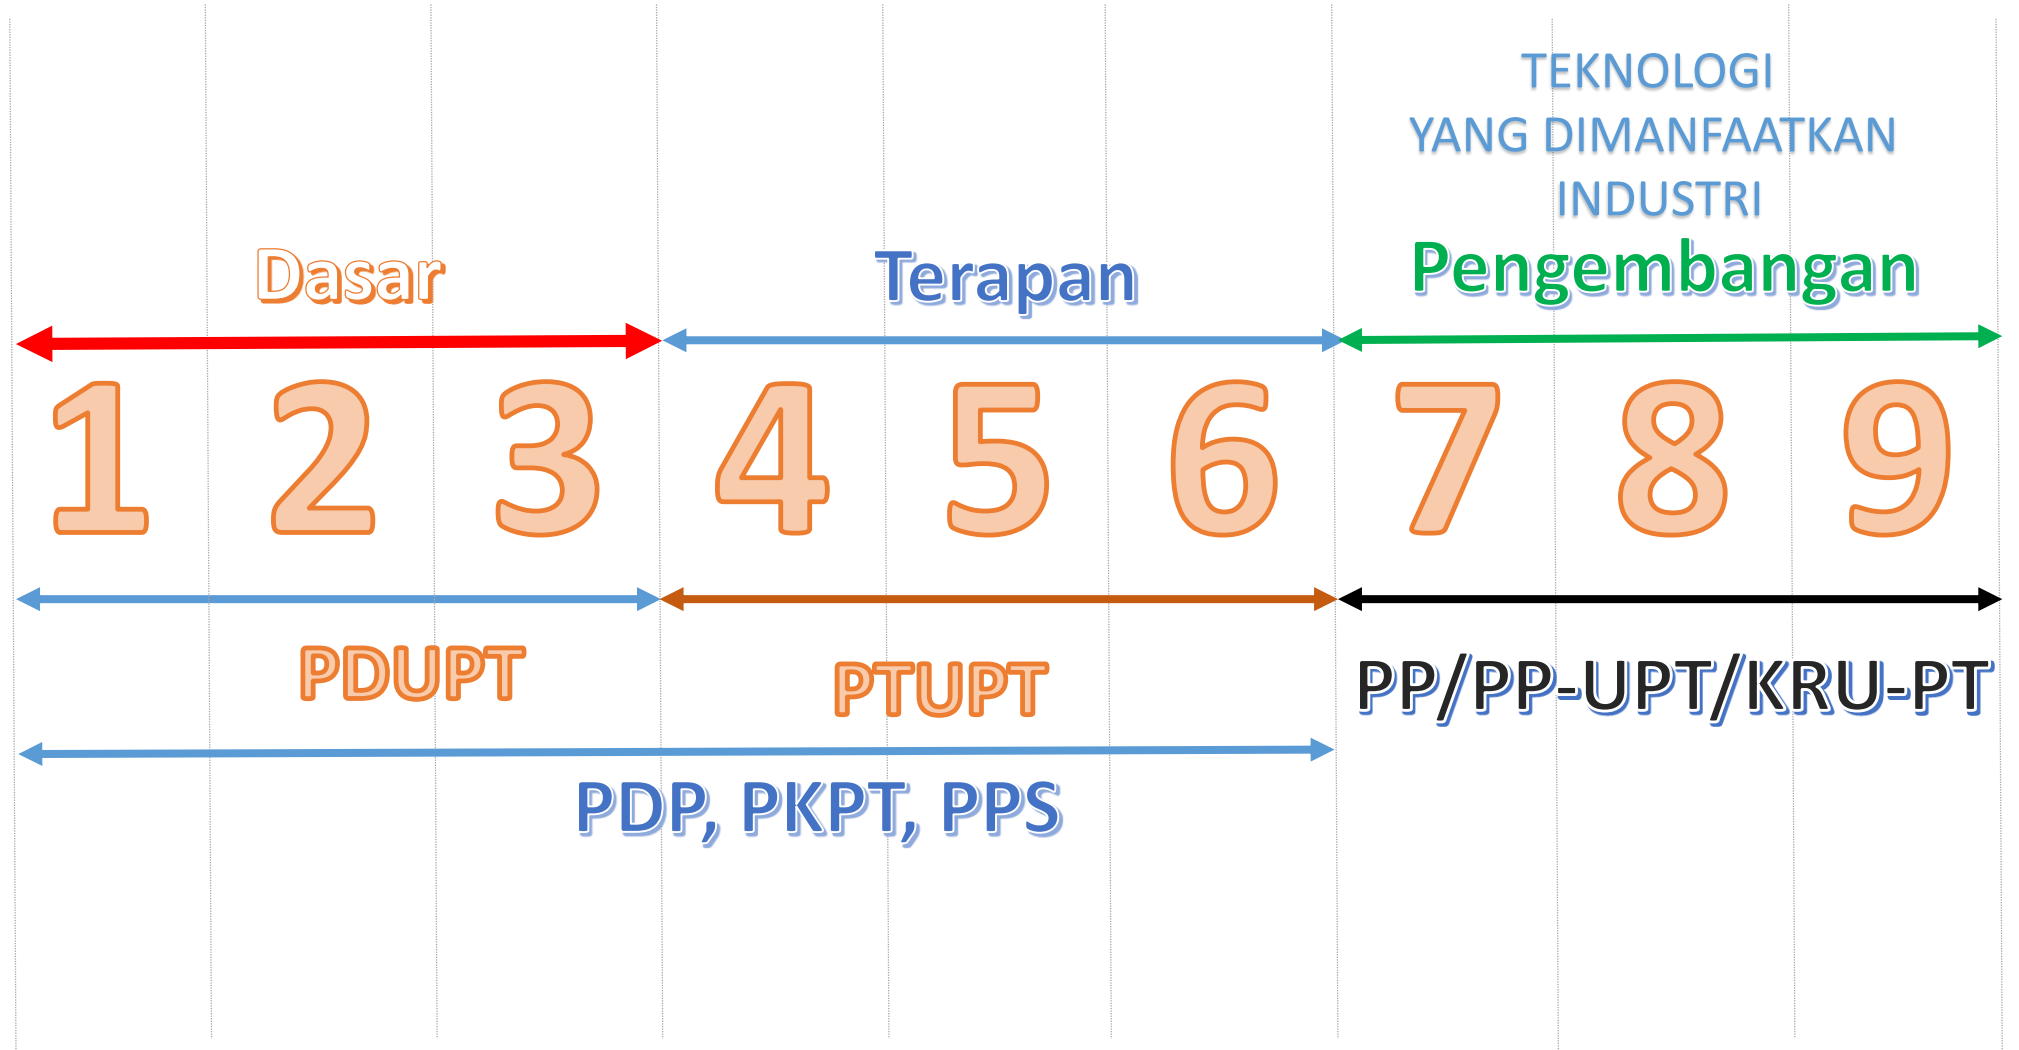 TEKNOLOGI
YANG DIMANFAATKAN
INDUSTRI
Dasar Terapan Pengembangan
1 2 3 4 5 6 7 8 9
PDUPT PTUPT PP/PP-UPT/KRU-PT
PDP, PKPT, PPS